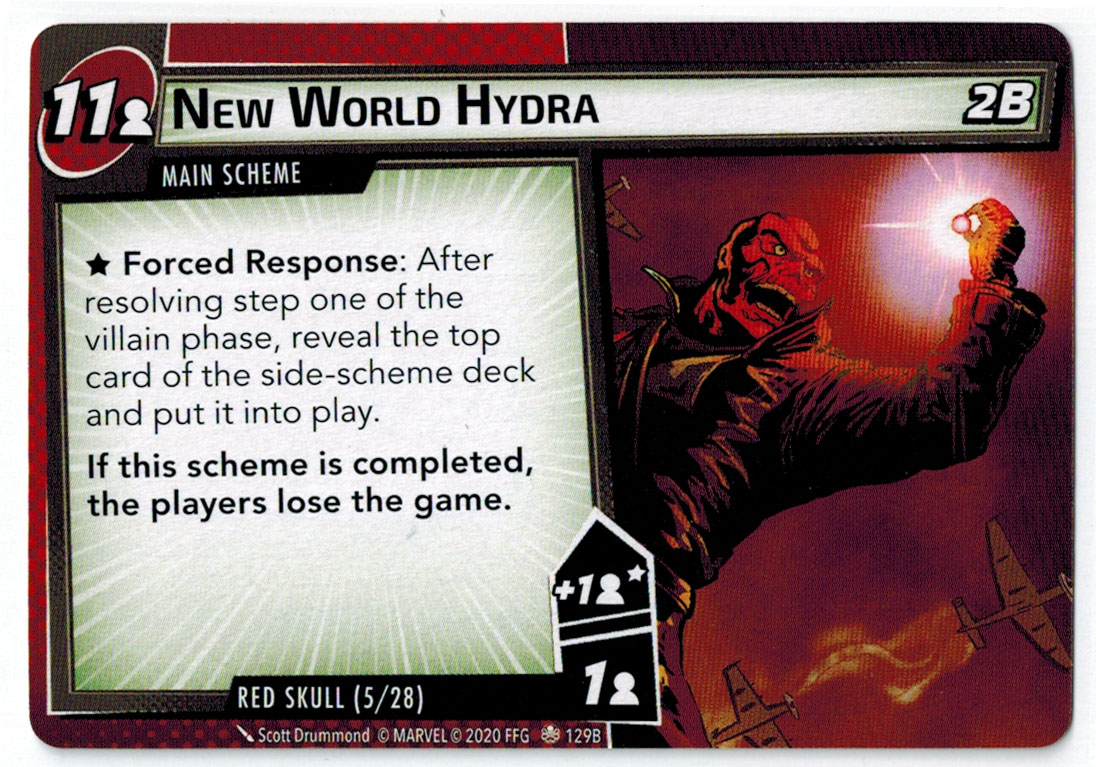 11
NEW WORLD HYDRA
2B
MAIN SCHEME
★ Forced Response: After
resolving step one of the
villain phase, reveal the top
card of the side-scheme deck
and put it into play.
If this scheme is completed,
the players lose the game.
+1★
1
RED SKULL (5/28)
Scott Drummond © MARVEL © 2020 FFG 129B